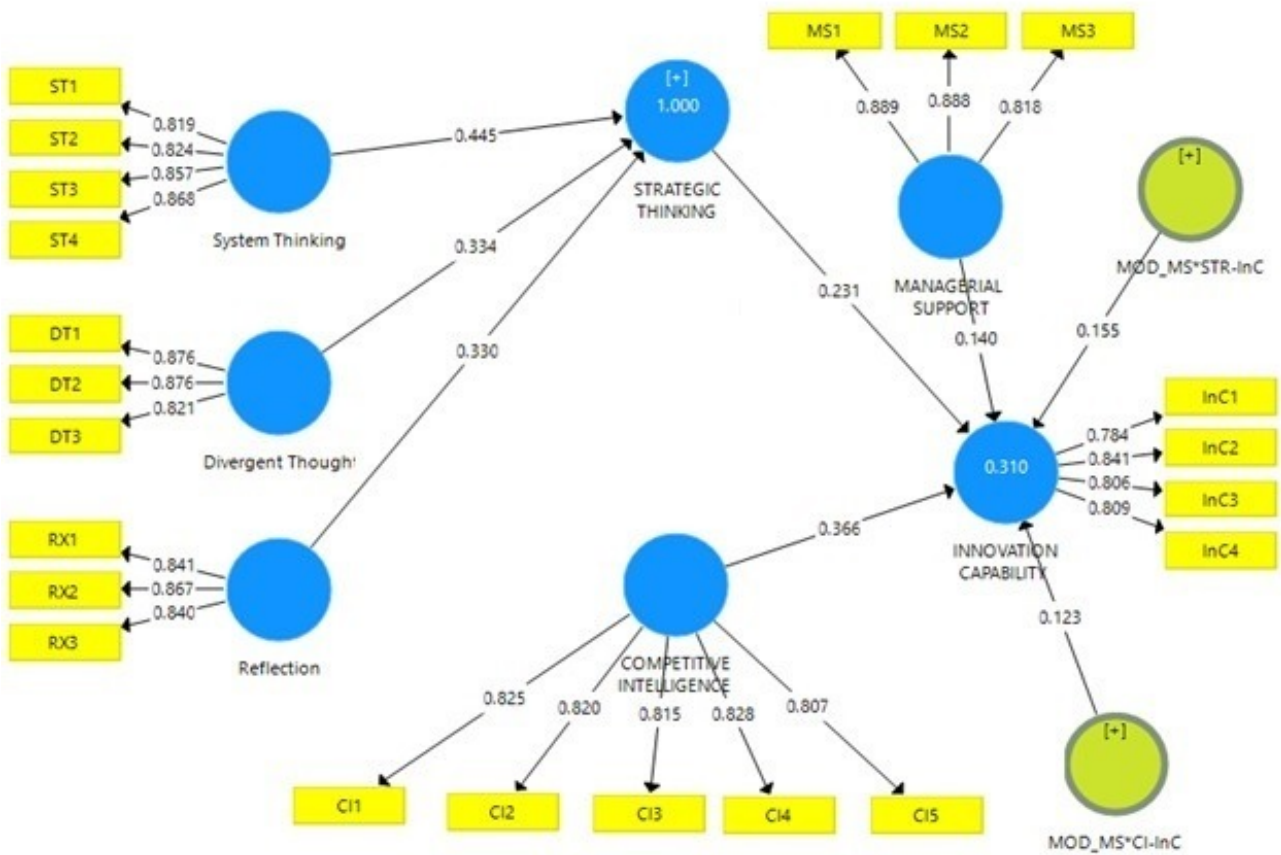 MS1
MS2
MS3
ST1
ST2
ST3
ST4
0.819
0.824
0.857
0.868
System Thinking
0.445
[+]
1.000
STRATEGIC
THINKING
0.889
0.888
0.818
MANAGERIAL
SUPPORT
[+]
MOD_MS*STR-InC
0.334
0.231
0.140
0.155
DT1
DT2
DT3
0.876
0.876
0.821
Divergent Thought
0.330
InC1
InC2
InC3
InC4
0.784
0.841
0.806
0.809
0.310
INNOVATION
CAPABILITY
RX1
RX2
RX3
0.841
0.867
0.840
Reflection
0.366
COMPETITIVE
INTELLIGENCE
0.123
0.825
0.820
0.815
0.828
0.807
CI1
CI2
CI3
CI4
CI5
[+]
MOD_MS*CI-InC